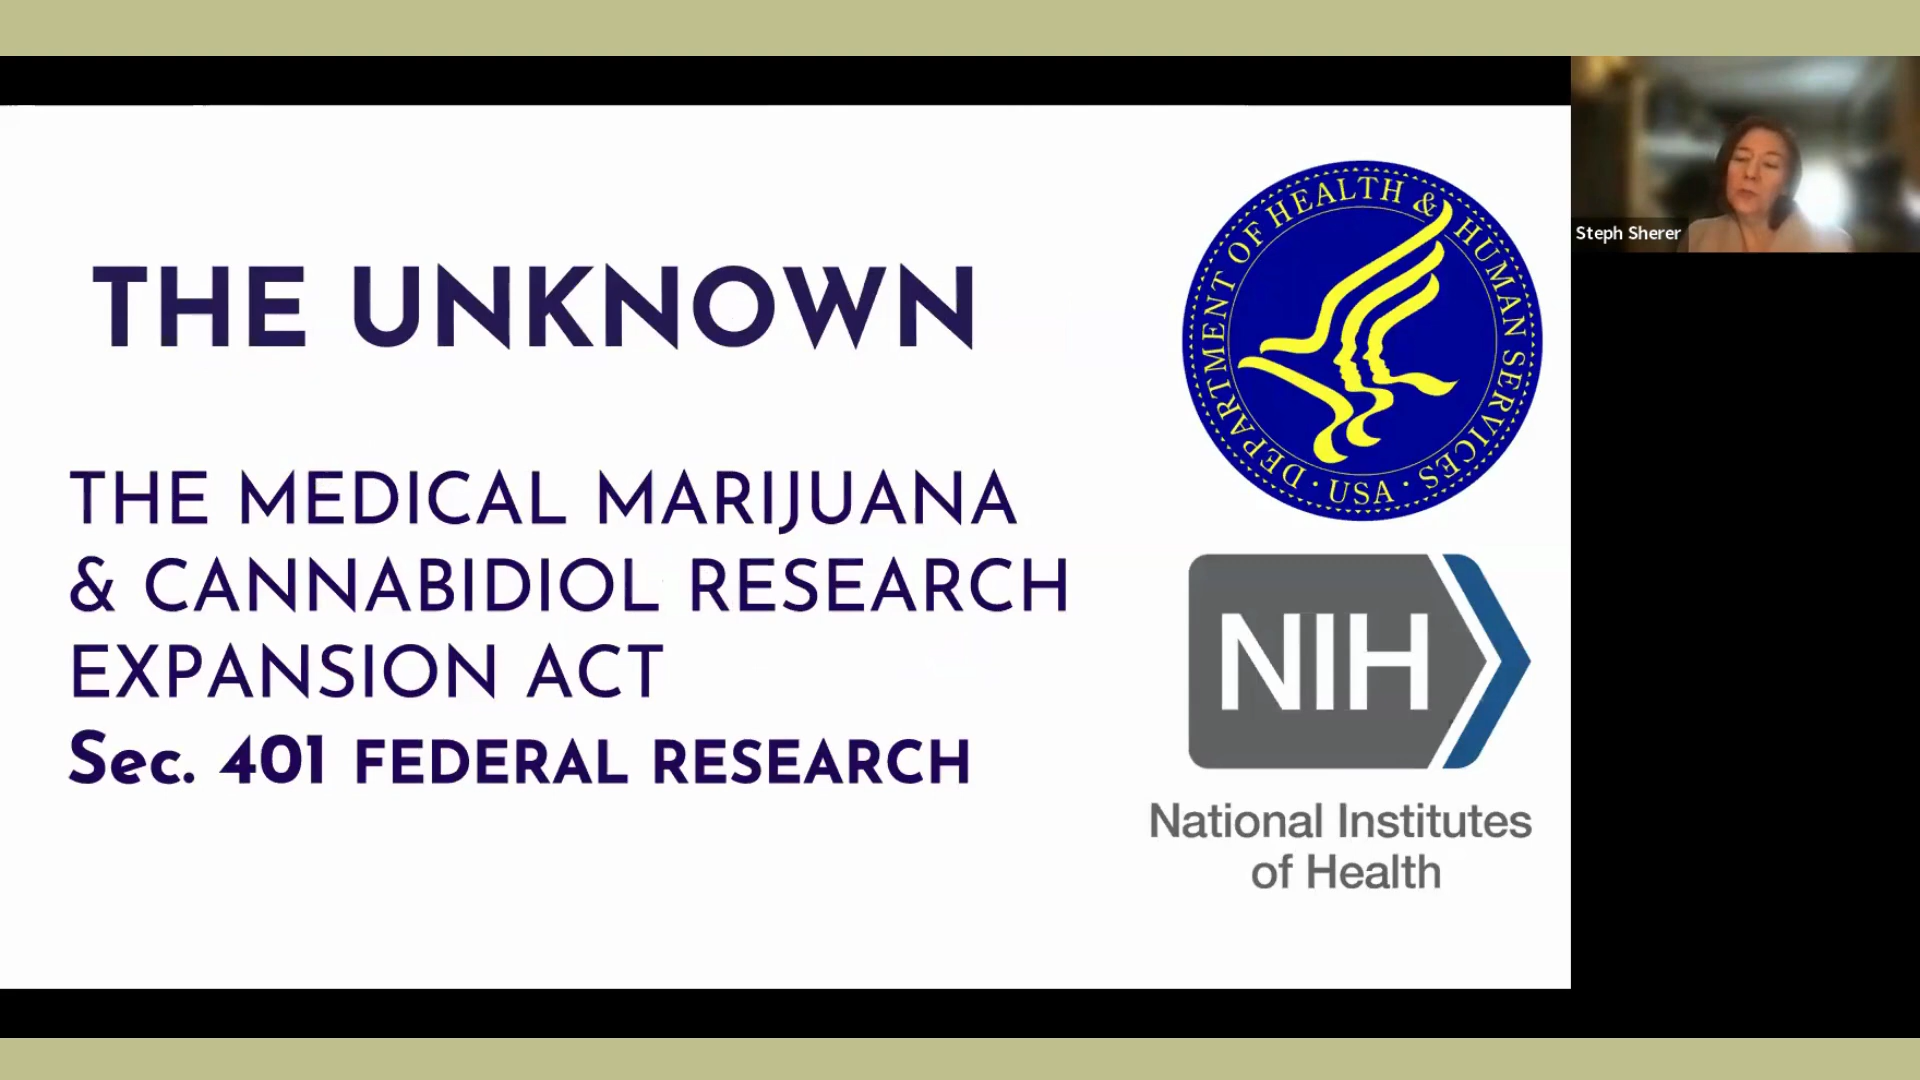 THE UNKNOWN
THE MEDICAL MARIJUANA
& CANNABIDIOL RESEARCH
EXPANSION ACT
Sec. 401 FEDERAL RESEARCH
DEPARTMENT OF HEALTH & HUMAN SERVICES · USA ·
NIH
National Institutes
of Health
Steph Sherer